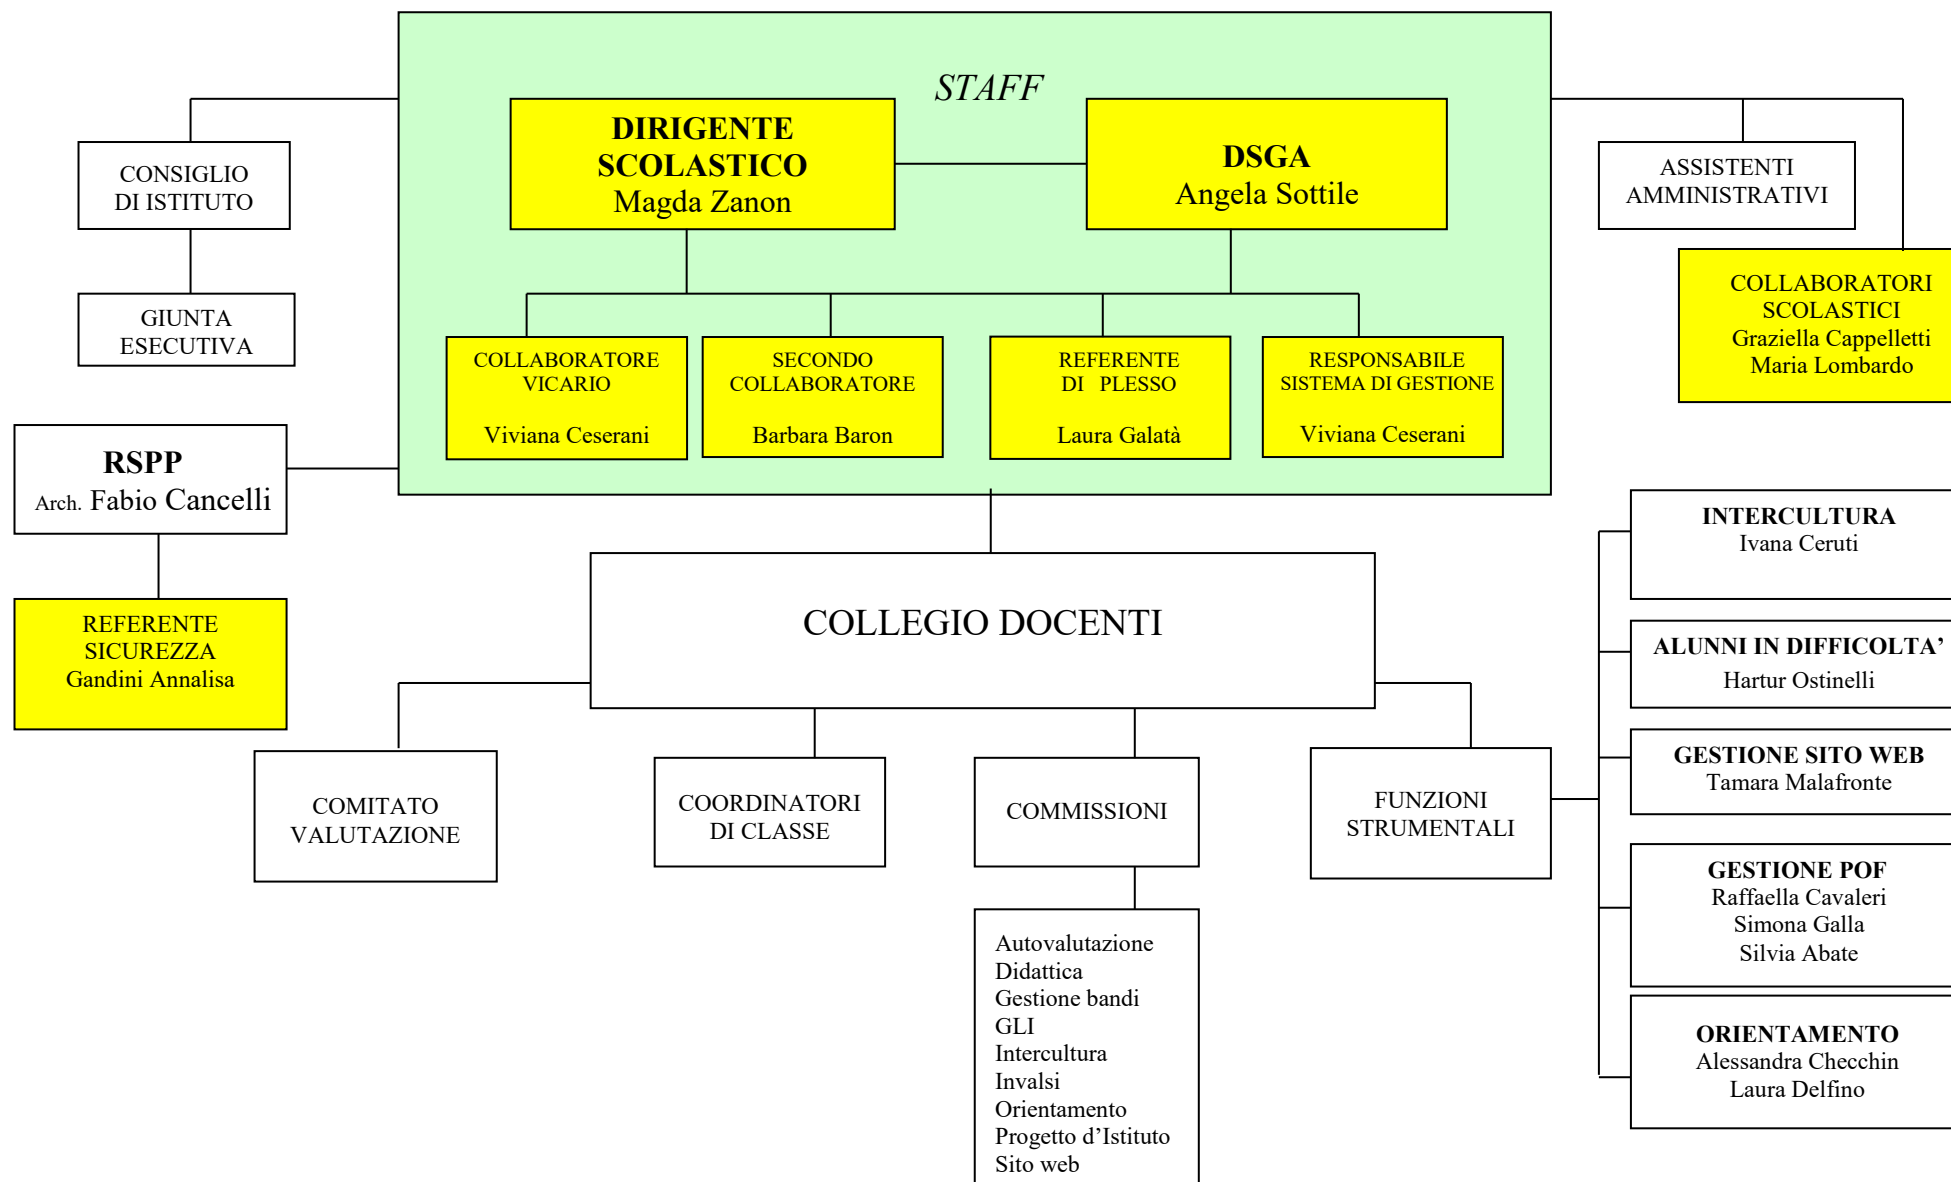 STAFF
DIRIGENTE
SCOLASTICO
Magda Zanon
DSGA
Angela Sottile
CONSIGLIO
DI ISTITUTO
ASSISTENTI
AMMINISTRATIVI
GIUNTA
ESECUTIVA
COLLABORATORI
SCOLASTICI
Graziella Cappelletti
Maria Lombardo
COLLABORATORE
VICARIO
Viviana Ceserani
SECONDO
COLLABORATORE
Barbara Baron
REFERENTE
DI PLESSO
Laura Galatà
RESPONSABILE
SISTEMA DI GESTIONE
Viviana Ceserani
RSPP
Arch. Fabio Cancelli
REFERENTE
SICUREZZA
Gandini Annalisa
COLLEGIO DOCENTI
COMITATO
VALUTAZIONE
COORDINATORI
DI CLASSE
COMMISSIONI
FUNZIONI
STRUMENTALI
Autovalutazione
Didattica
Gestione bandi
GLI
Intercultura
Invalsi
Orientamento
Progetto d’Istituto
Sito web
INTERCULTURA
Ivana Ceruti
ALUNNI IN DIFFICOLTA’
Hartur Ostinelli
GESTIONE SITO WEB
Tamara Malafronte
GESTIONE POF
Raffaella Cavaleri
Simona Galla
Silvia Abate
ORIENTAMENTO
Alessandra Checchin
Laura Delfino